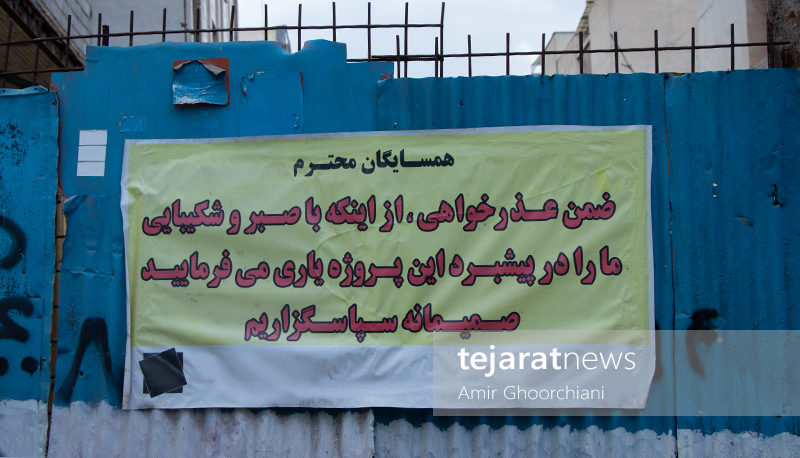 همسایگان محترم
ضمن عذرخواهی ، از اینکه با صبر و شکیبایی
ما را در پیشبرد این پروژه یاری می فرمایید
صمیمانه سپاسگزاریم
tejaratnews
Amir Ghoorchiani